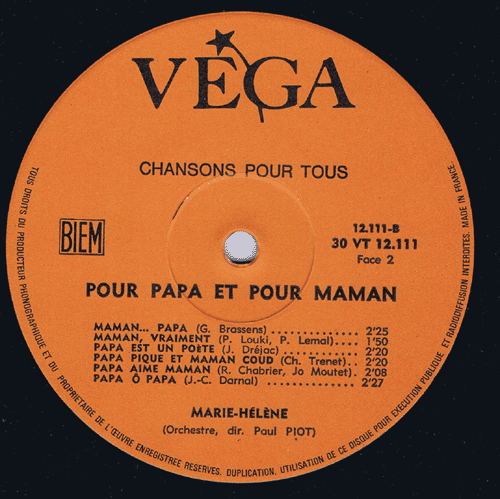 VÉGA
CHANSONS POUR TOUS
BIEM
12.111-B
30 VT 12.111
Face 2
POUR PAPA ET POUR MAMAN
MAMAN... PAPA (G. Brassens) .................. 2'25
MAMAN, VRAIMENT (P. Louki, P. Lemal).... 1'50
PAPA EST UN POÈTE (J. Dréjac) .............. 2'20
PAPA PIQUE ET MAMAN COUD (Ch. Trenet).. 2'20
PAPA AIME MAMAN (R. Chabrier, Jo Moutet).. 2'08
PAPA Ô PAPA (J.-C. Darnal) .................. 2'27
MARIE-HÉLÈNE
(Orchestre, dir. Paul PIOT)
TOUS DROITS DU PRODUCTEUR PHONOGRAPHIQUE ET DU PROPRIETAIRE DE L'ŒUVRE ENREGISTREE RESERVES. DUPLICATION, UTILISATION DE CE DISQUE POUR EXECUTION PUBLIQUE ET RADIODIFFUSION INTERDITES. MADE IN FRANCE.